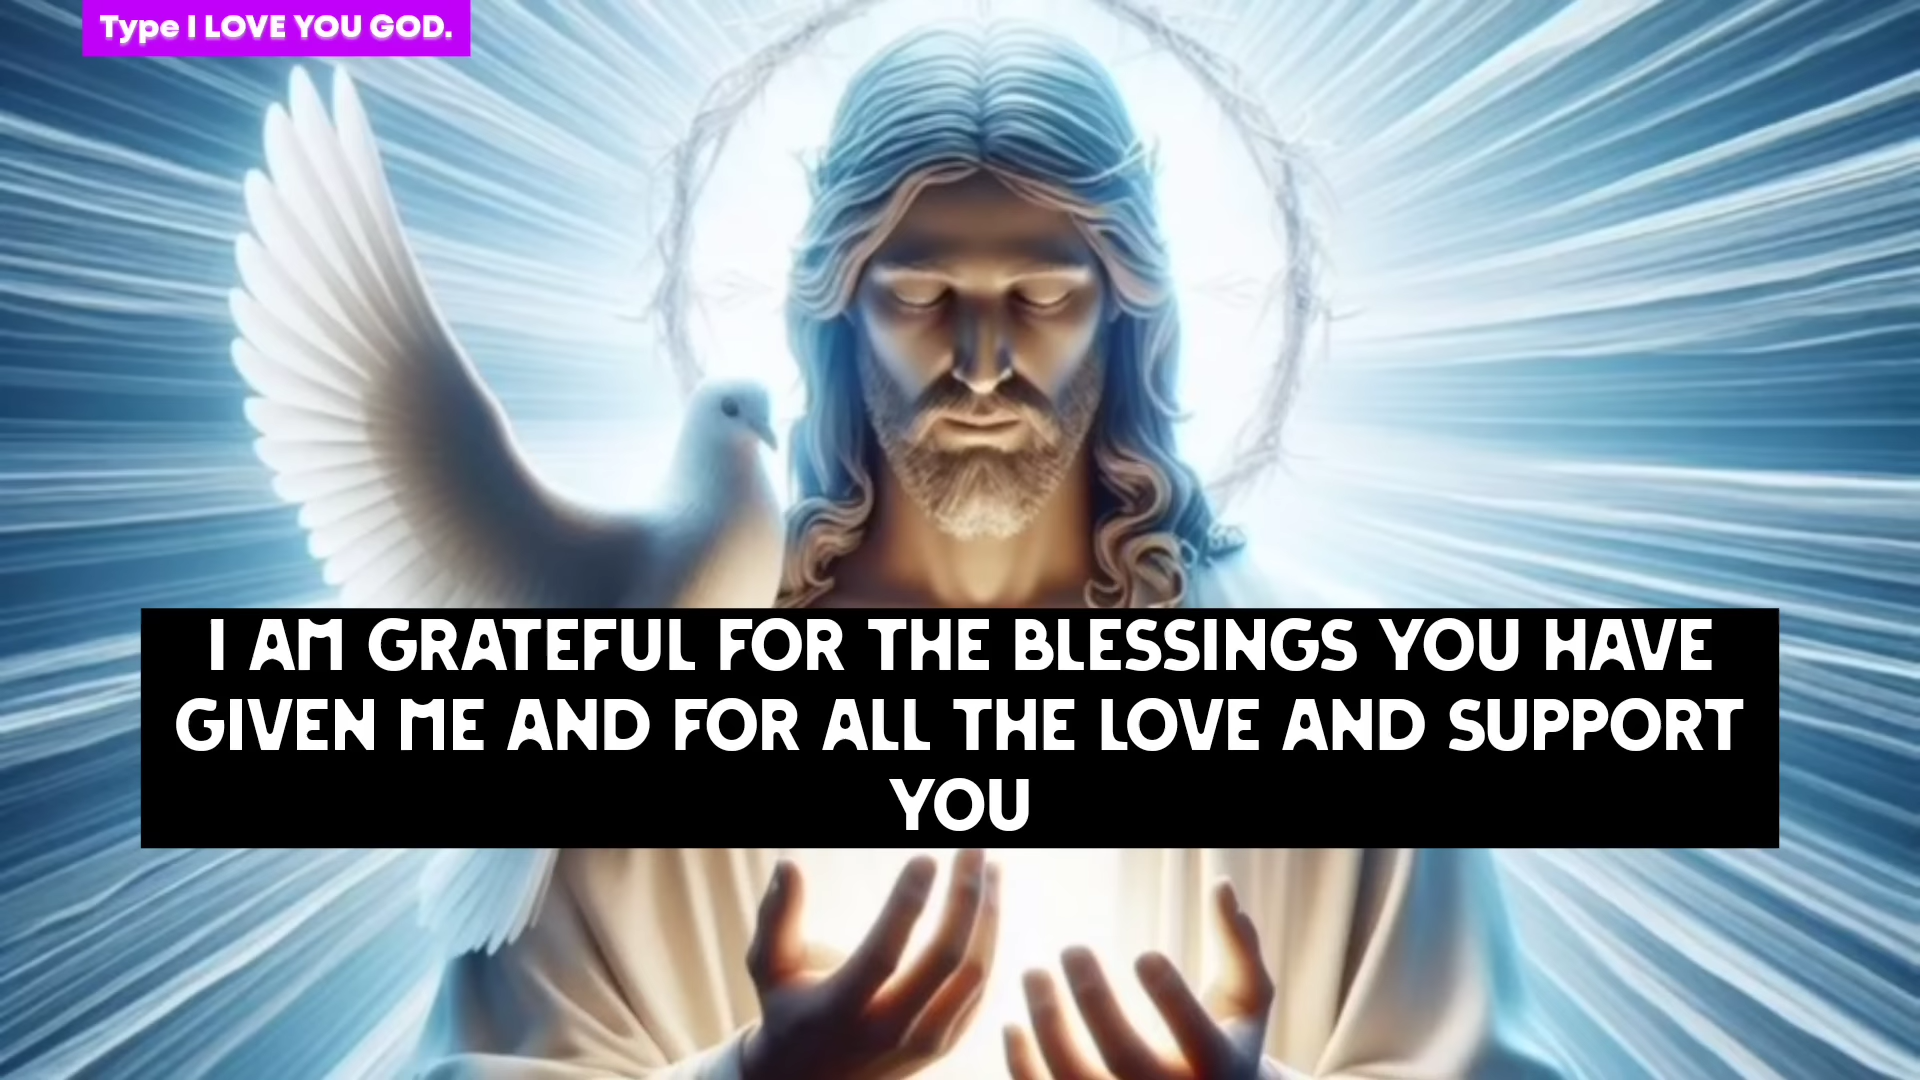 Type I LOVE YOU GOD.
I AM GRATEFUL FOR THE BLESSINGS YOU HAVE
GIVEN ME AND FOR ALL THE LOVE AND SUPPORT
YOU